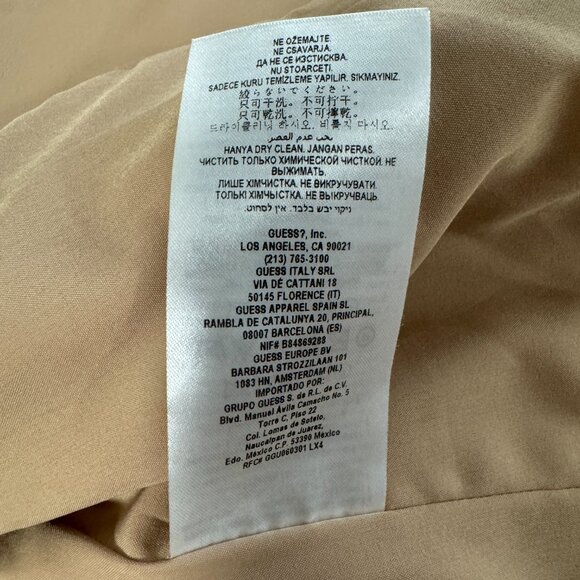 NE OŽEMAJTE.
NE CSAVARJA.
ДА НЕ СЕ ИЗСТИСКВА.
NU STOARCEȚI.
SADECE KURU TEMİZLEME YAPILIR. SIKMAYINIZ.
絞らないでください。
只可干洗。不可拧干。
只可乾洗。不可擰乾。
드라이클리닝 하시오. 비틀지 마시오.
يجب عدم العصر
HANYA DRY CLEAN. JANGAN PERAS.
ЧИСТИТЬ ТОЛЬКО ХИМИЧЕСКОЙ ЧИСТКОЙ. НЕ
ВЫЖИМАТЬ.
ЛИШЕ ХІМЧИСТКА. НЕ ВИКРУЧУВАТИ.
ТОЛЬКІ ХІМЧЫСТКА. НЕ ВЫКРУЧВАЦЬ.
ניקוי יבש בלבד. אין לסחוט.
GUESS?, Inc.
LOS ANGELES, CA 90021
(213) 765-3100
GUESS ITALY SRL
VIA DE CATTANI 18
50145 FLORENCE (IT)
GUESS APPAREL SPAIN SL
RAMBLA DE CATALUNYA 20, PRINCIPAL,
08007 BARCELONA (ES)
NIF# B84869288
GUESS EUROPE BV
BARBARA STROZZILAAN 101
1083 HN, AMSTERDAM (NL)
IMPORTADO POR:
GRUPO GUESS S. de R.L. de C.V.
Blvd. Manuel Ávila Camacho No. 5
Torre C, Piso 22
Col. Lomas de Sotelo,
Naucalpan de Juarez,
Edo. México C.P. 53390 México
RFC# GGU060301 LX4